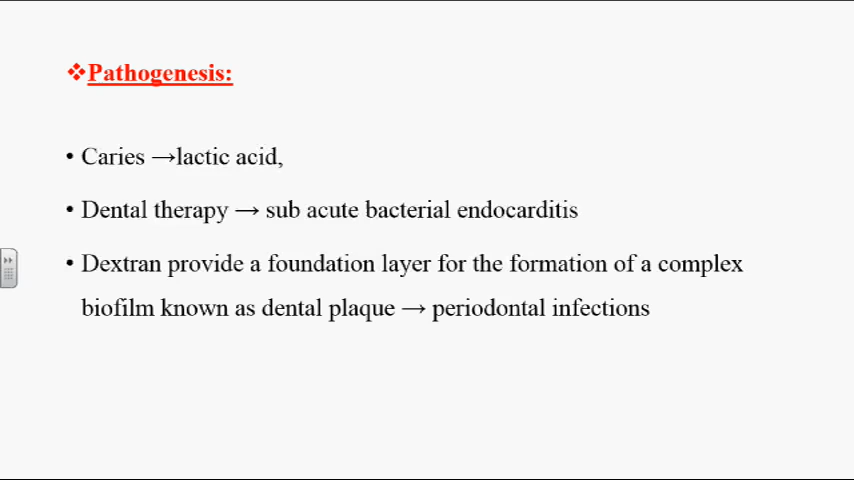 ❖Pathogenesis:
• Caries →lactic acid,
• Dental therapy → sub acute bacterial endocarditis
• Dextran provide a foundation layer for the formation of a complex
biofilm known as dental plaque → periodontal infections